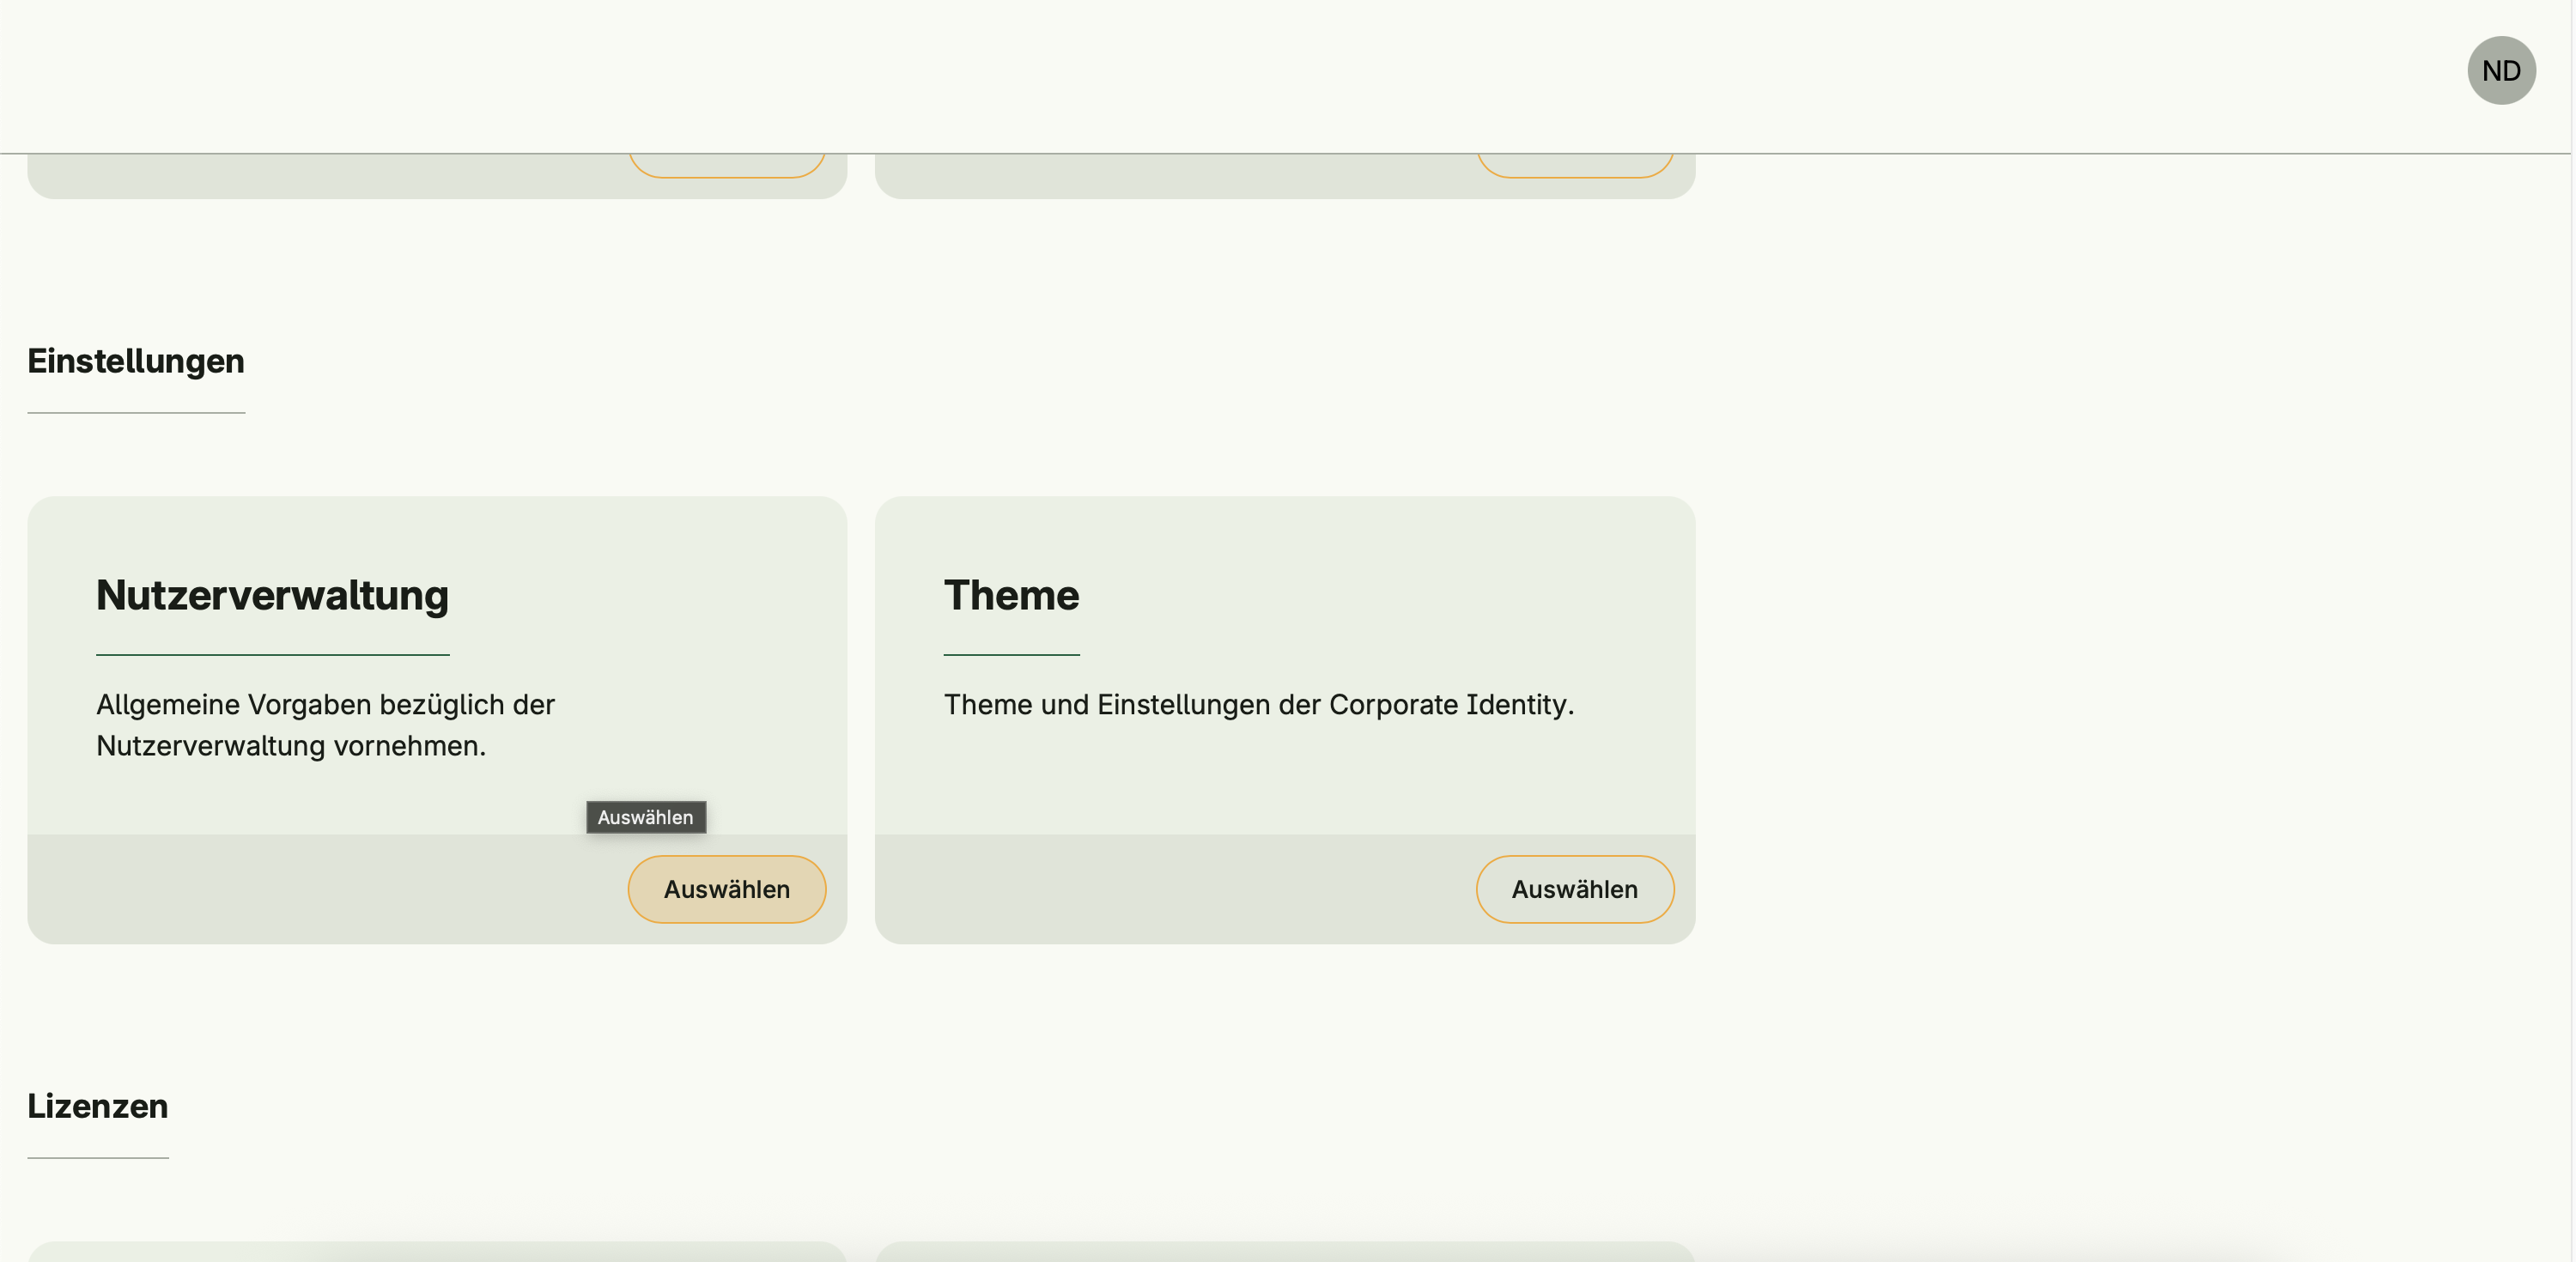 ND
Einstellungen
Nutzerverwaltung
Allgemeine Vorgaben bezüglich der
Nutzerverwaltung vornehmen.
Auswählen
Auswählen
Theme
Theme und Einstellungen der Corporate Identity.
Auswählen
Lizenzen